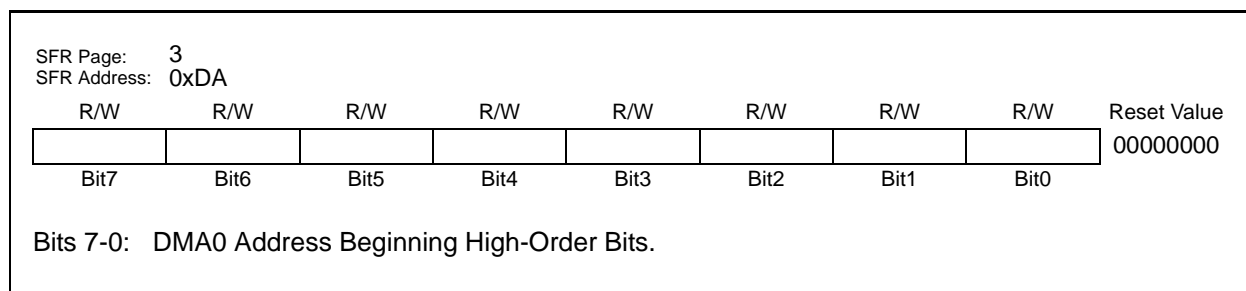 SFR Page: 3
SFR Address: 0xDA
R/W R/W R/W R/W R/W R/W R/W R/W Reset Value
00000000
Bit7 Bit6 Bit5 Bit4 Bit3 Bit2 Bit1 Bit0
Bits 7-0: DMA0 Address Beginning High-Order Bits.